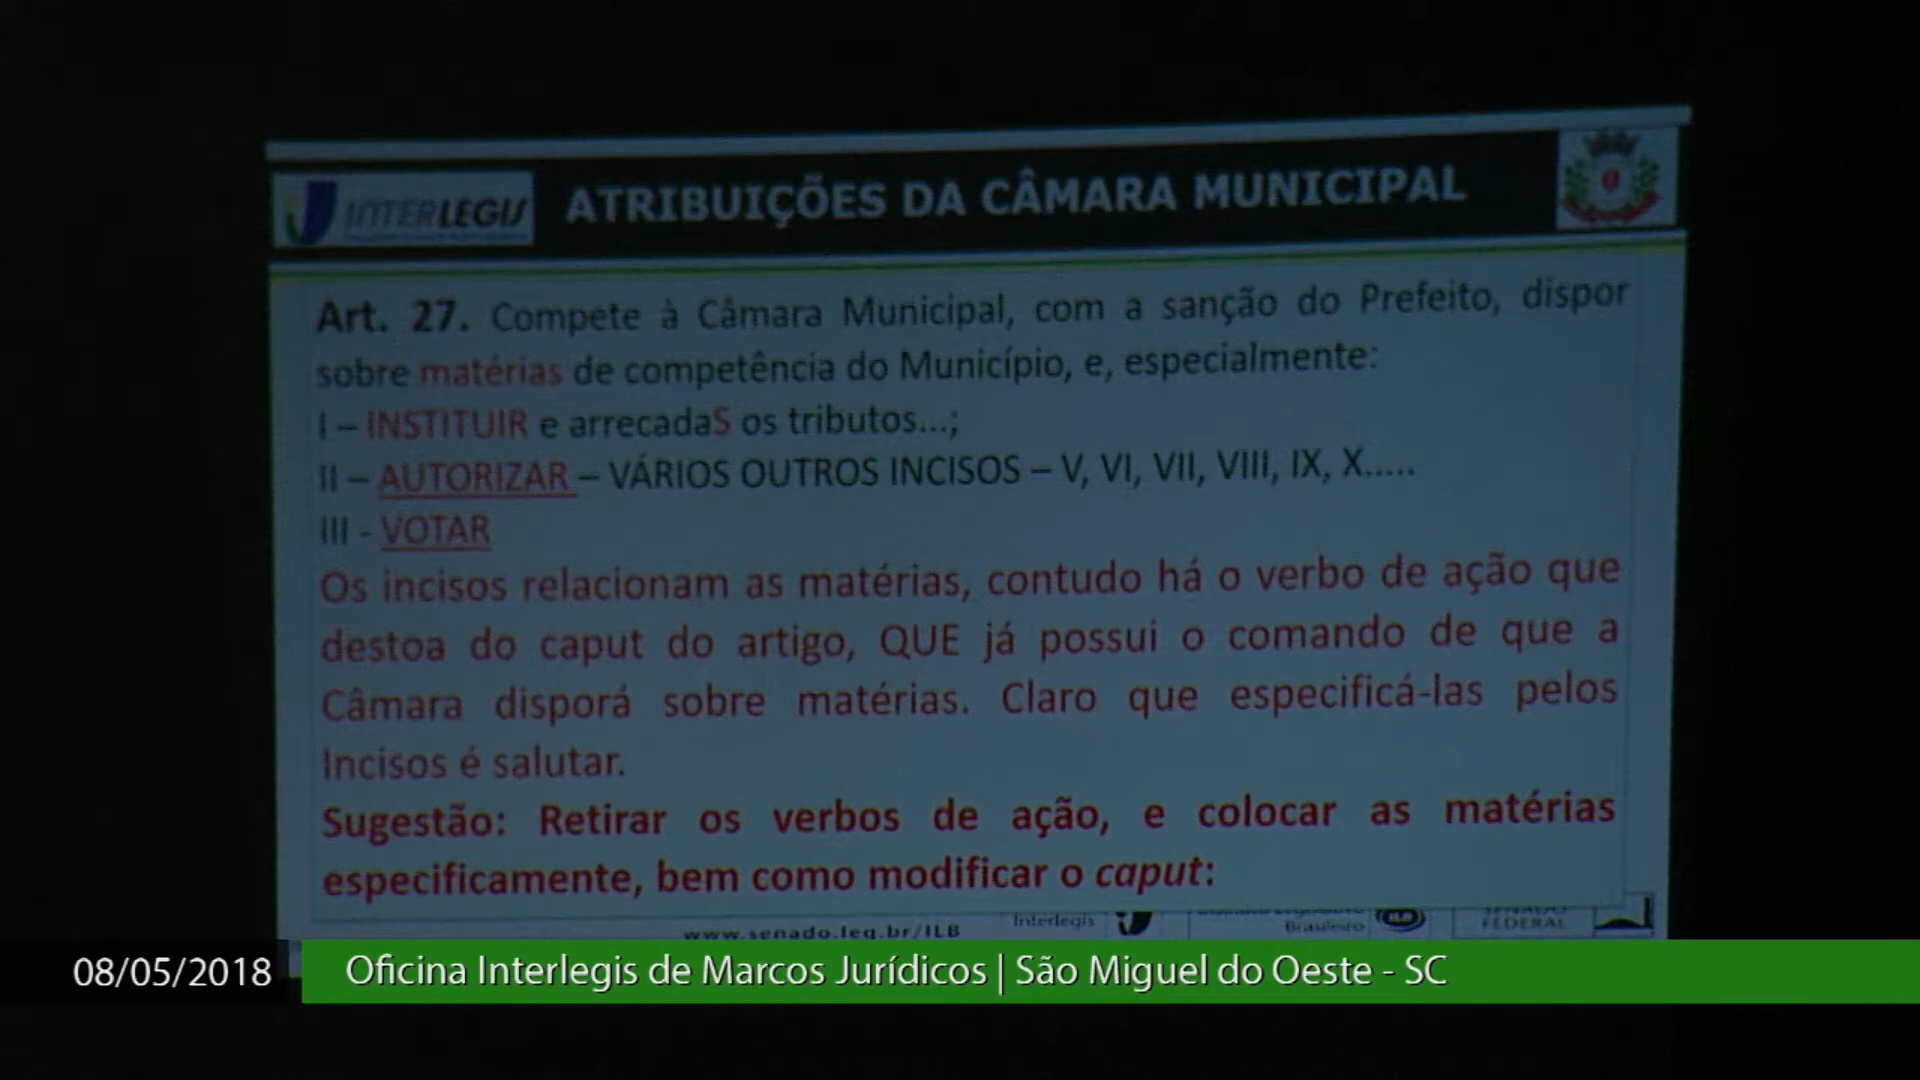 INTERLEGIS
ATRIBUIÇÕES DA CÂMARA MUNICIPAL
Art. 27. Compete à Câmara Municipal, com a sanção do Prefeito, dispor
sobre matérias de competência do Município, e, especialmente:
I – INSTITUIR e arrecadaS os tributos...;
II – AUTORIZAR – VÁRIOS OUTROS INCISOS – V, VI, VII, VIII, IX, X.....
III - VOTAR
Os incisos relacionam as matérias, contudo há o verbo de ação que
destoa do caput do artigo, QUE já possui o comando de que a
Câmara disporá sobre matérias. Claro que especificá-las pelos
Incisos é salutar.
Sugestão: Retirar os verbos de ação, e colocar as matérias
especificamente, bem como modificar o caput:
www.senado.leg.br/ILB
Interlegis
Brasileiro
SENADO
FEDERAL
08/05/2018
Oficina Interlegis de Marcos Jurídicos | São Miguel do Oeste - SC